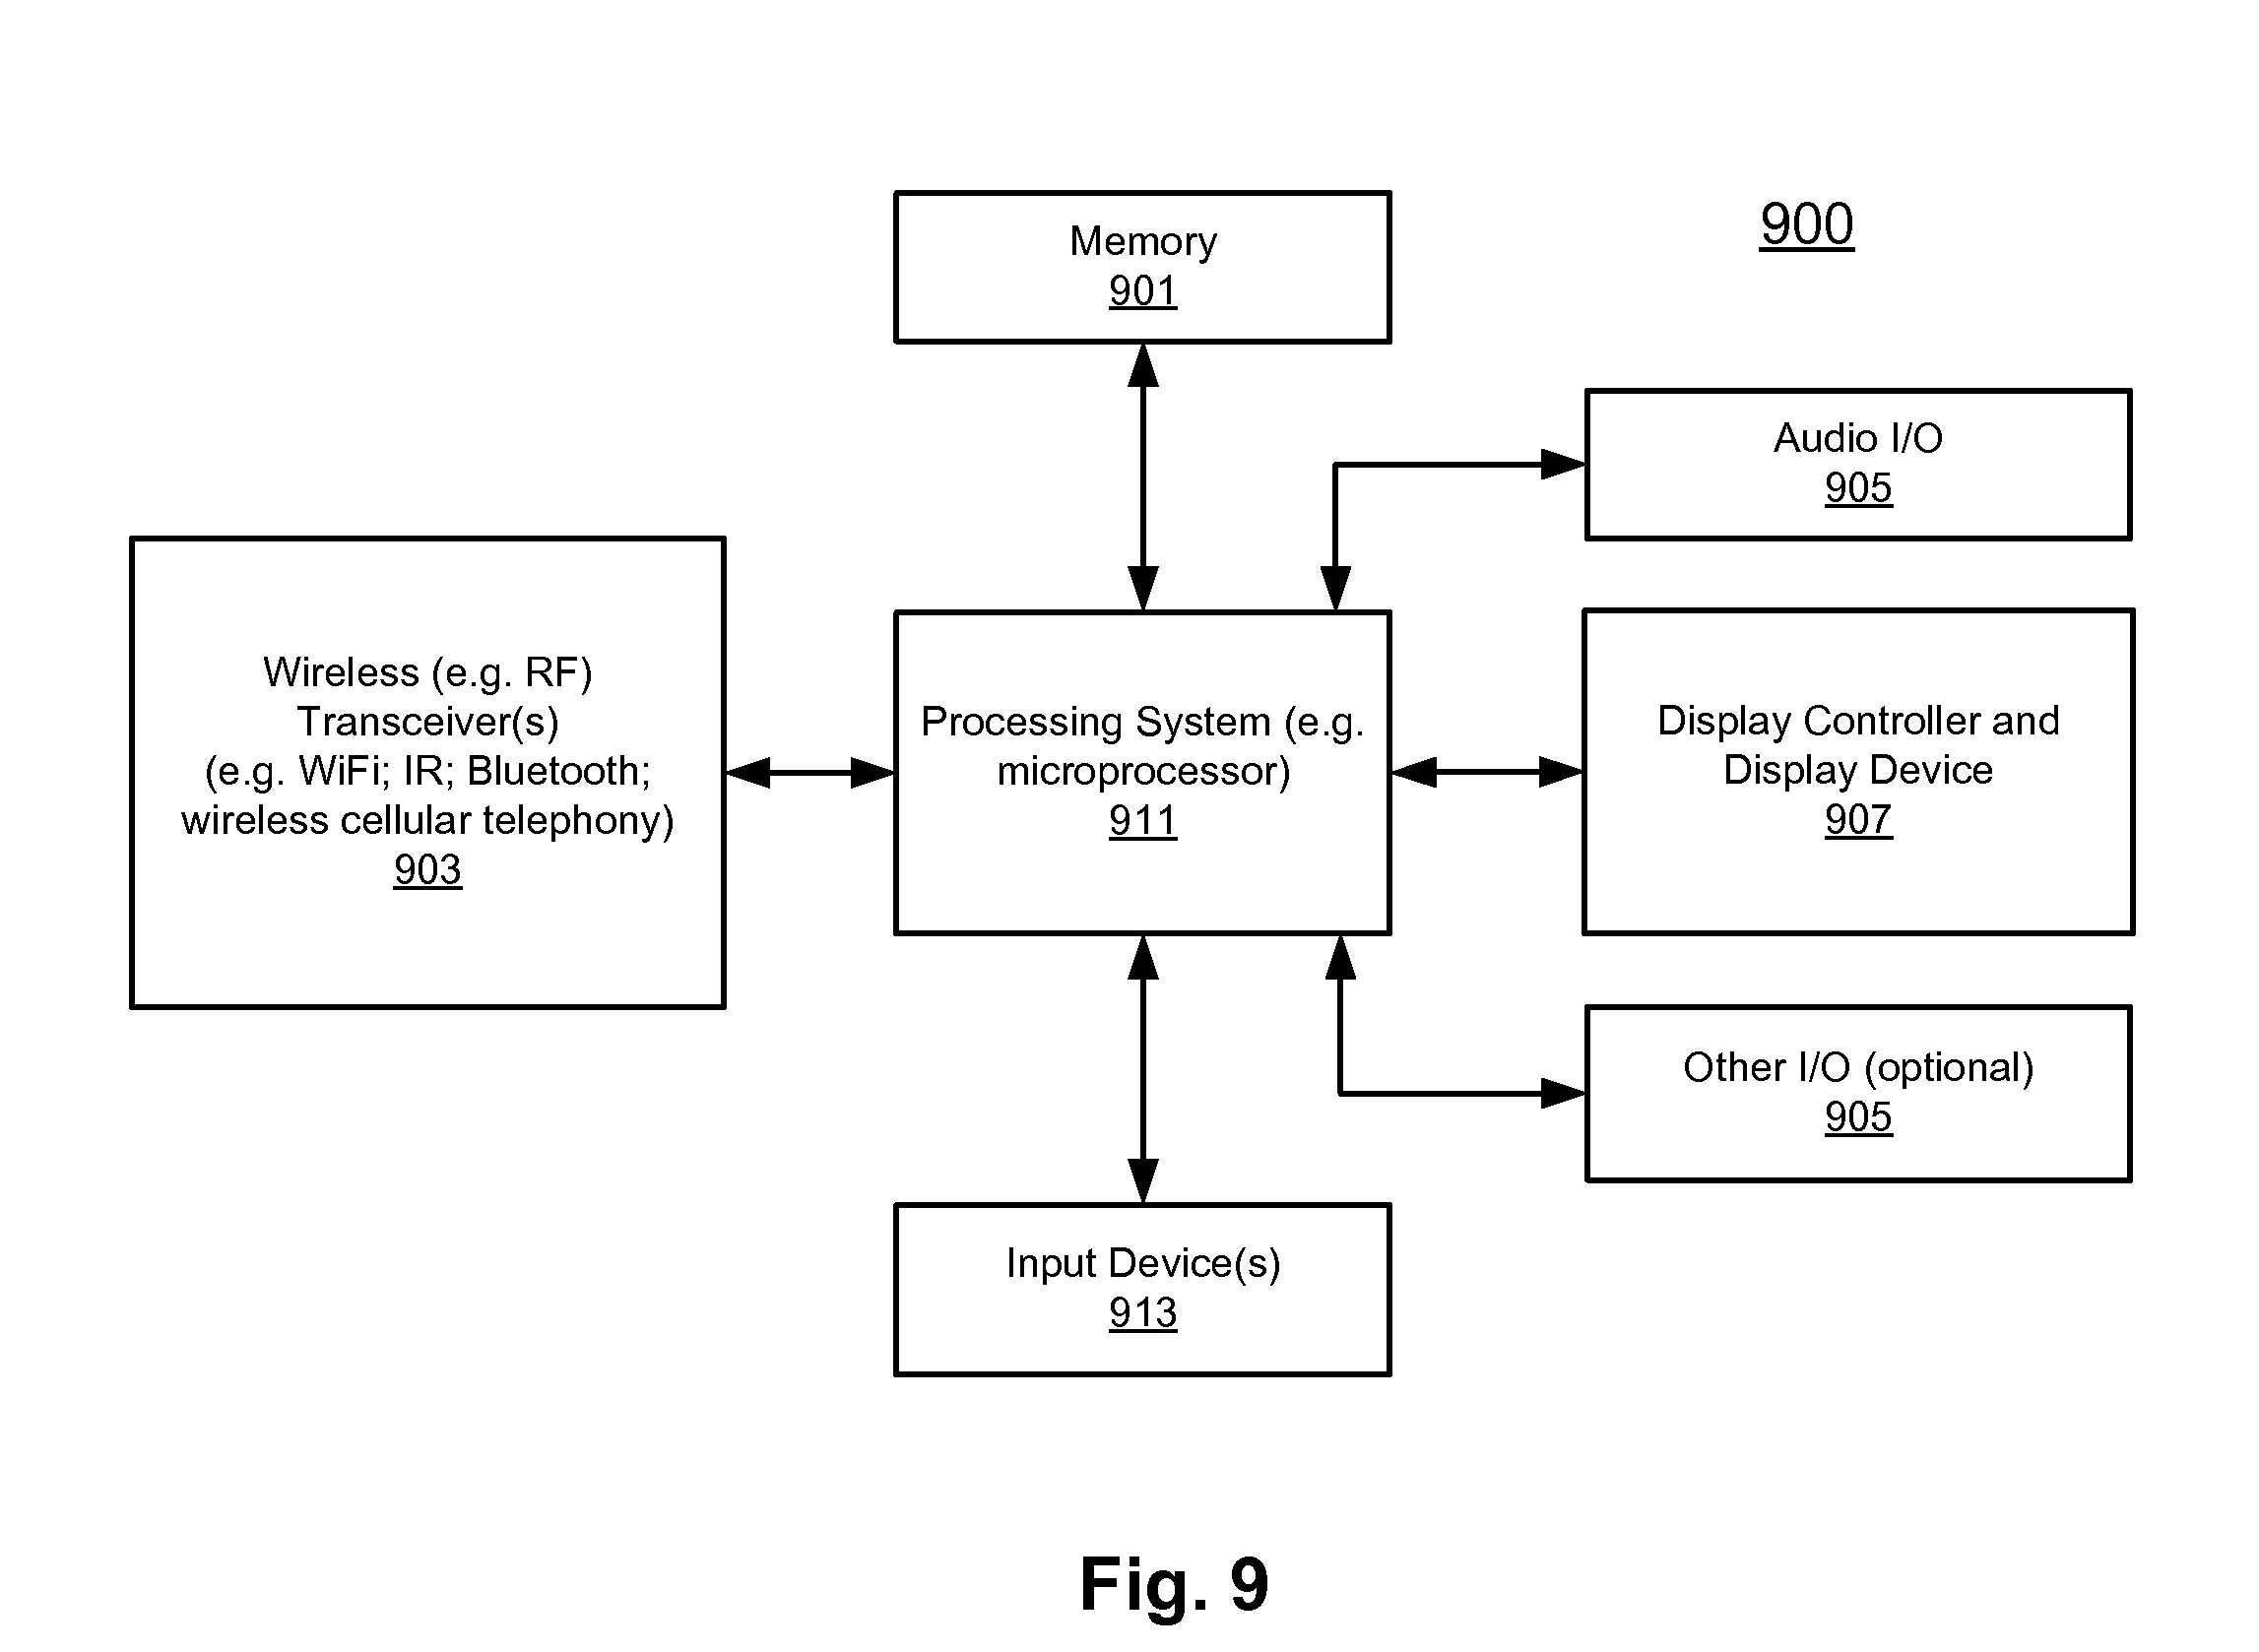 Memory
901
900
Audio I/O
905
Wireless (e.g. RF)
Transceiver(s)
(e.g. WiFi; IR; Bluetooth;
wireless cellular telephony)
903
Processing System (e.g.
microprocessor)
911
Display Controller and
Display Device
907
Other I/O (optional)
905
Input Device(s)
913
Fig. 9